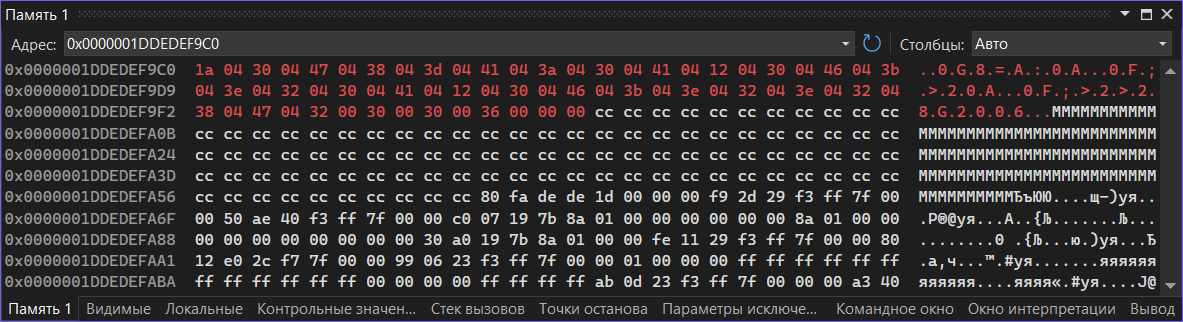 Память 1
Адрес: 0x0000001DDEDEF9C0 Столбцы: Авто
0x0000001DDEDEF9C0 1a 04 30 04 47 04 38 04 3d 04 41 04 3a 04 30 04 41 04 12 04 30 04 46 04 3b ..0.G.8.=.A.:.0.A...0.F.;
0x0000001DDEDEF9D9 04 3e 04 32 04 30 04 41 04 12 04 30 04 46 04 3b 04 3e 04 32 04 3e 04 32 04 .>.2.0.A...0.F.;.>.2.>.2.
0x0000001DDEDEF9F2 38 04 47 04 32 00 30 00 30 00 36 00 00 00 cc cc cc cc cc cc cc cc cc cc cc 8.G.2.0.0.6...МММММММММММ
0x0000001DDEDEFA0B cc cc cc cc cc cc cc cc cc cc cc cc cc cc cc cc cc cc cc cc cc cc cc cc cc МММММММММММММММММММММММММ
0x0000001DDEDEFA24 cc cc cc cc cc cc cc cc cc cc cc cc cc cc cc cc cc cc cc cc cc cc cc cc cc МММММММММММММММММММММММММ
0x0000001DDEDEFA3D cc cc cc cc cc cc cc cc cc cc cc cc cc cc cc cc cc cc cc cc cc cc cc cc cc МММММММММММММММММММММММММ
0x0000001DDEDEFA56 cc cc cc cc cc cc cc cc cc cc 80 fa de de 1d 00 00 00 f9 2d 29 f3 ff 7f 00 ММММММММММЂъЮЮ....щ-)уя..
0x0000001DDEDEFA6F 00 50 ae 40 f3 ff 7f 00 00 c0 07 19 7b 8a 01 00 00 00 00 00 00 8a 01 00 00 .P®@уя...А..{Љ.......Љ...
0x0000001DDEDEFA88 00 00 00 00 00 00 00 00 30 a0 19 7b 8a 01 00 00 fe 11 29 f3 ff 7f 00 00 80 ........0 .{Љ...ю.)уя...Ђ
0x0000001DDEDEFAA1 12 e0 2c f7 7f 00 00 99 06 23 f3 ff 7f 00 00 01 00 00 00 ff ff ff ff ff ff .а,ч...™.#уя.......яяяяяя
0x0000001DDEDEFABA ff ff ff ff ff ff 00 00 00 00 ff ff ff ff ab 0d 23 f3 ff 7f 00 00 00 a3 40 яяяяяя....яяяя«.#уя....Ј@
Память 1 Видимые Локальные Контрольные значен... Стек вызовов Точки останова Параметры исключе... Командное окно Окно интерпретации Вывод